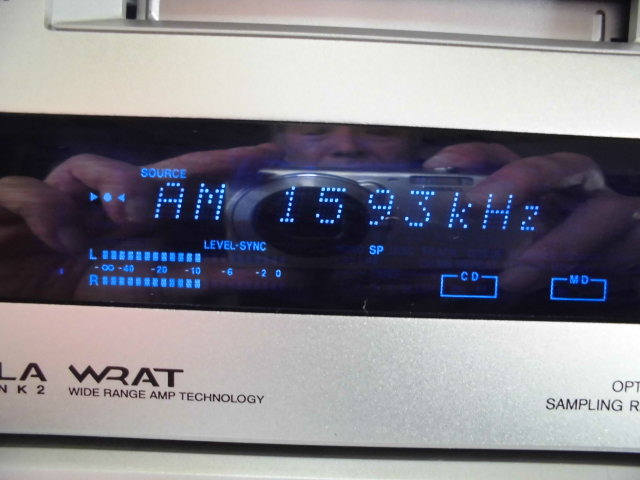 SOURCE
AM 1593kHz
LEVEL-SYNC
SP
L
-∞ -40 -20 -10 -6 -2 0
R
CD
MD
LA WRAT
NK2 WIDE RANGE AMP TECHNOLOGY
OPT
SAMPLING R